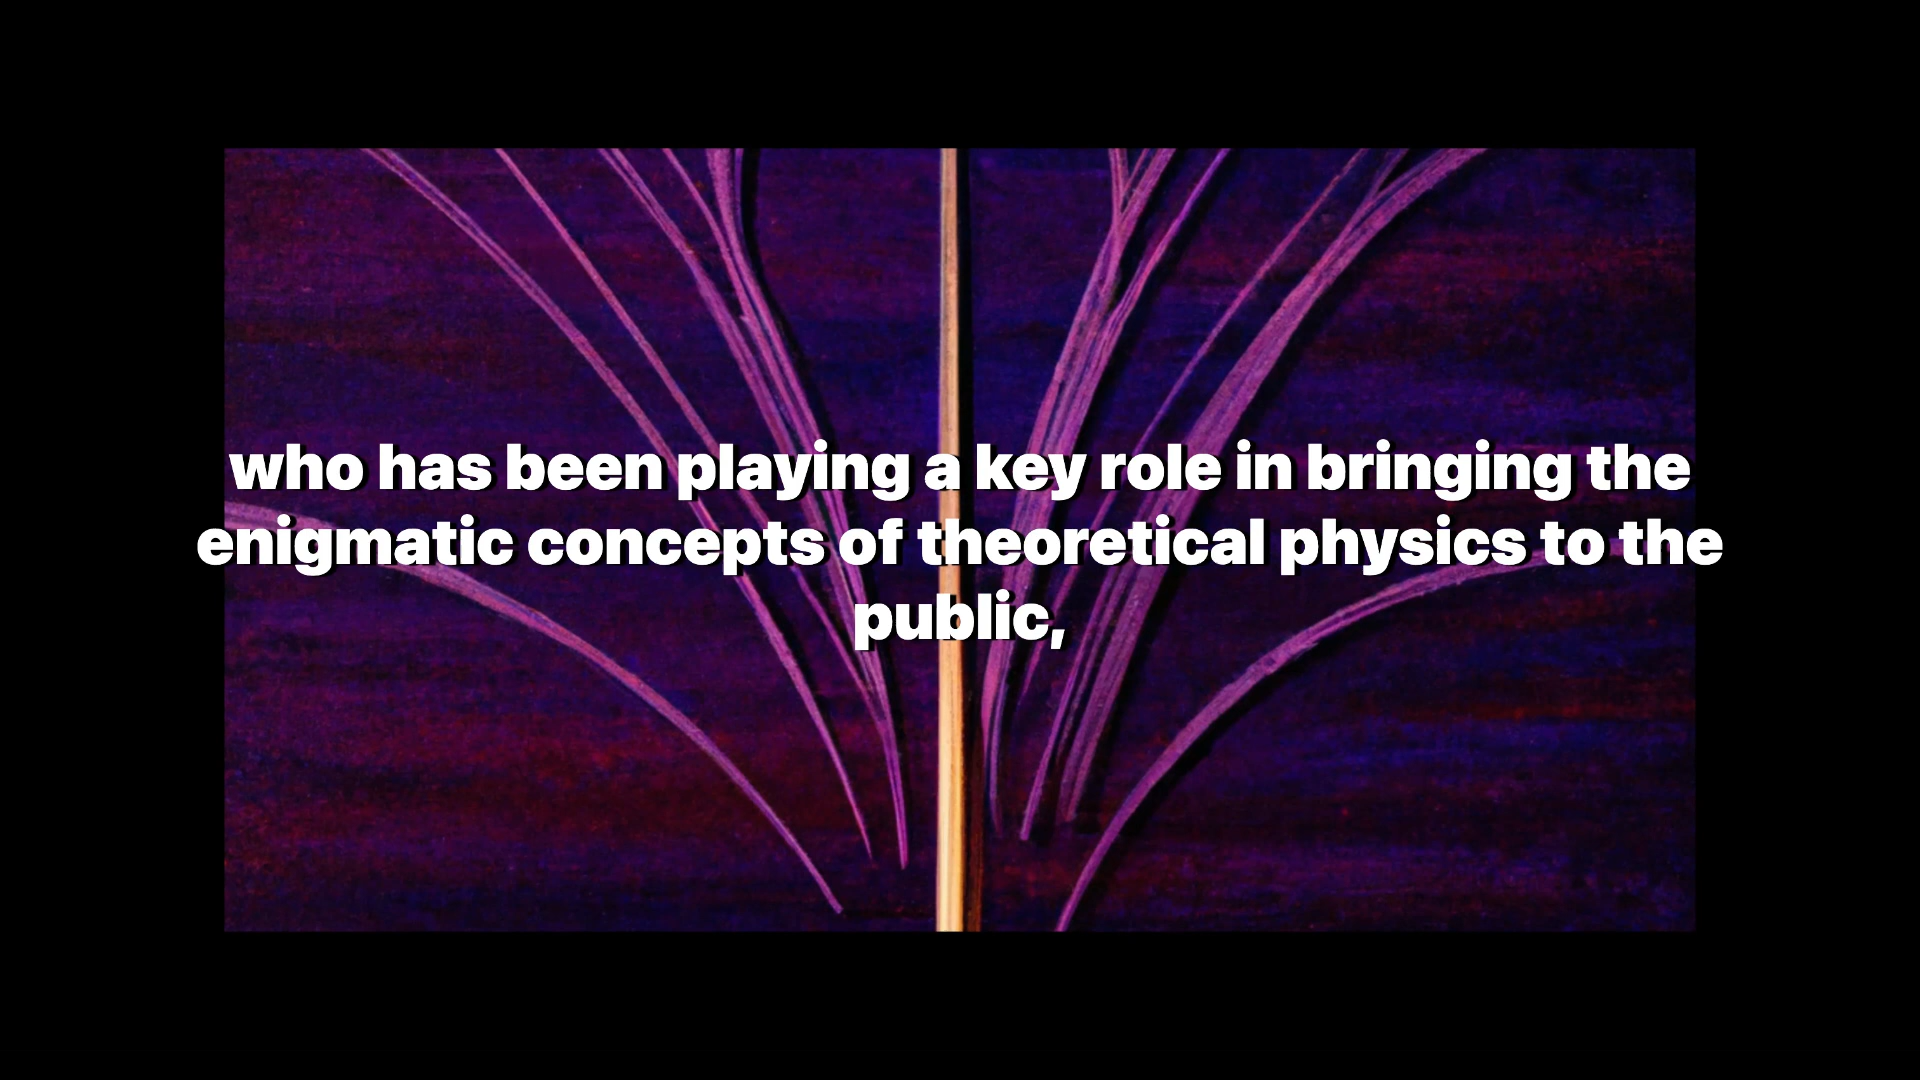 who has been playing a key role in bringing the
enigmatic concepts of theoretical physics to the
public,